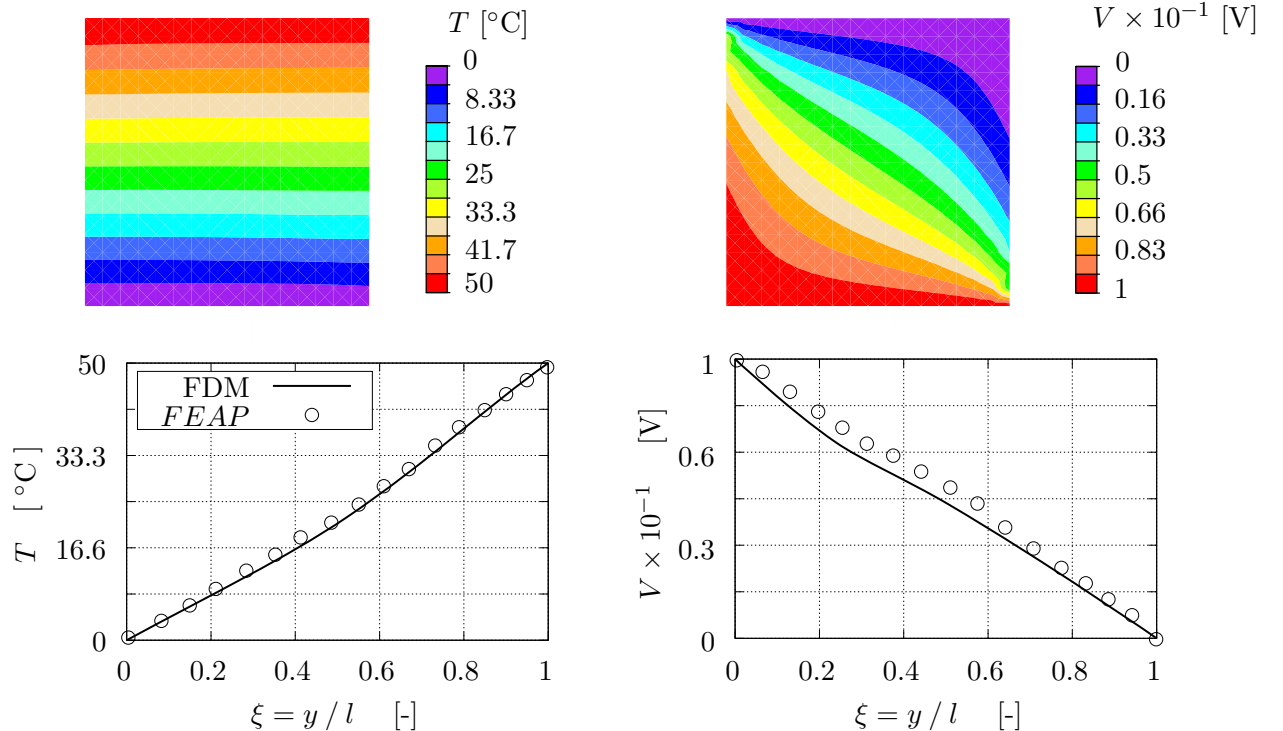 T [°C]
0
8.33
16.7
25
33.3
41.7
50
V × 10⁻¹ [V]
0
0.16
0.33
0.5
0.66
0.83
1
50
33.3
16.6
0
T [°C]
FDM
FEAP
0 0.2 0.4 0.6 0.8 1
ξ = y / l [-]
1
0.6
0.3
0
V × 10⁻¹ [V]
0 0.2 0.4 0.6 0.8 1
ξ = y / l [-]